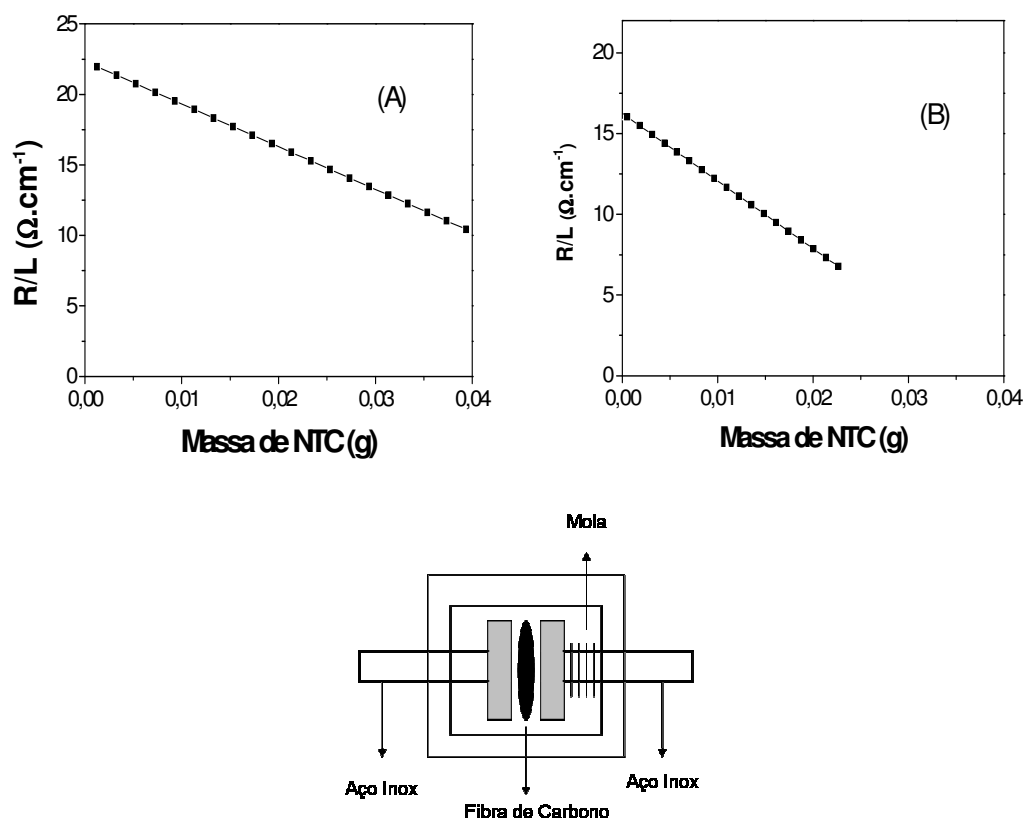 25
20
15
10
5
0
R/L (Ω.cm⁻¹)
(A)
0,00 0,01 0,02 0,03 0,04
Massa de NTC (g)
20
15
10
5
0
R/L (Ω.cm⁻¹)
(B)
0,00 0,01 0,02 0,03 0,04
Massa de NTC (g)
Mola
Aço Inox
Aço Inox
Fibra de Carbono